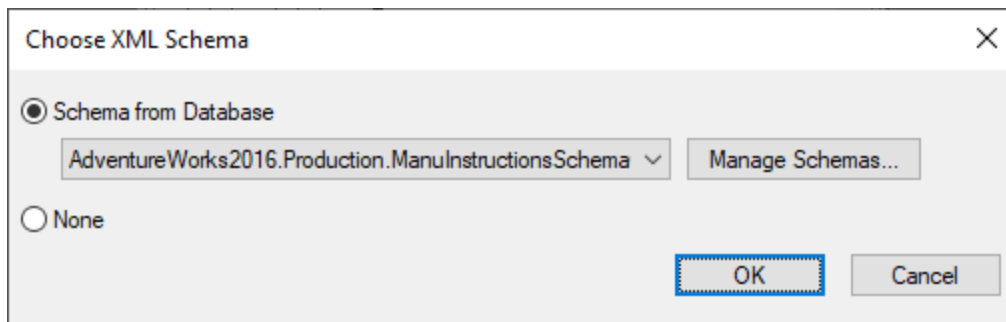 Choose XML Schema
Schema from Database
AdventureWorks2016.Production.ManuInstructionsSchema
Manage Schemas...
None
OK
Cancel